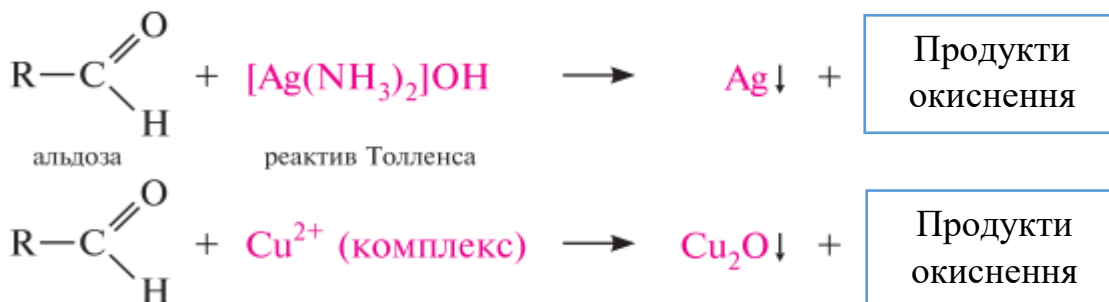 R—C(=O)—H + [Ag(NH₃)₂]OH ⟶ Ag↓ + Продукти окиснення
альдоза реактив Толленса
R—C(=O)—H + Cu²⁺ (комплекс) ⟶ Cu₂O↓ + Продукти окиснення